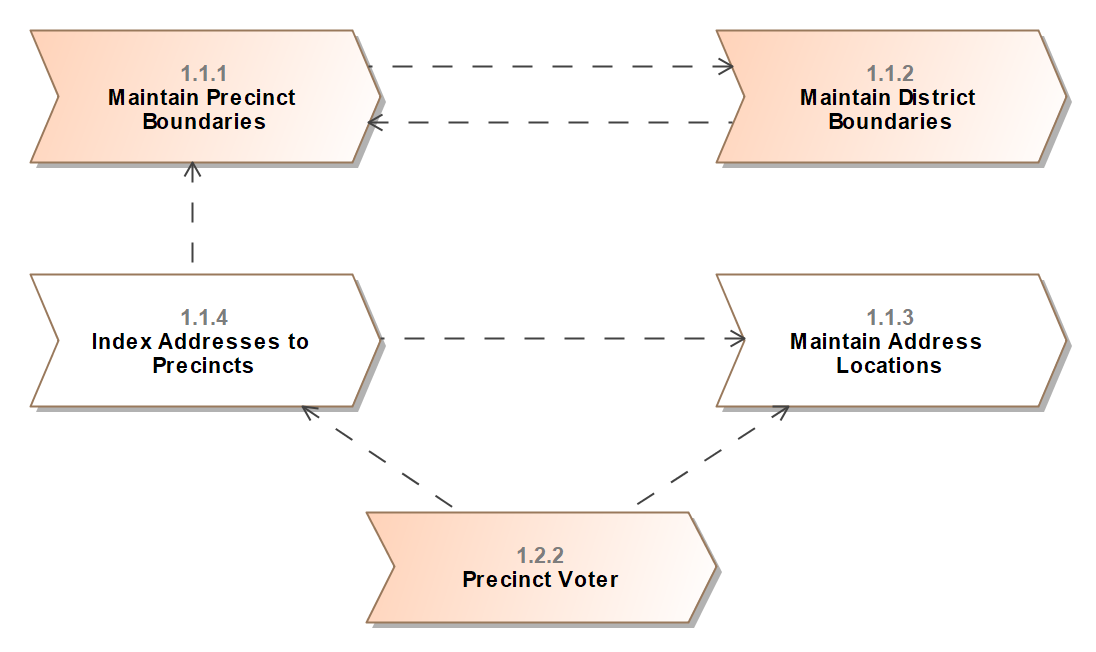 1.1.1
Maintain Precinct
Boundaries
1.1.2
Maintain District
Boundaries
1.1.4
Index Addresses to
Precincts
1.1.3
Maintain Address
Locations
1.2.2
Precinct Voter